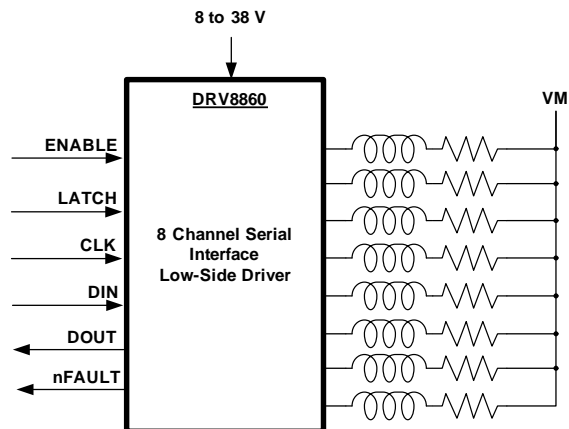 8 to 38 V
DRV8860
VM
ENABLE
LATCH
CLK
DIN
DOUT
nFAULT
8 Channel Serial
Interface
Low-Side Driver